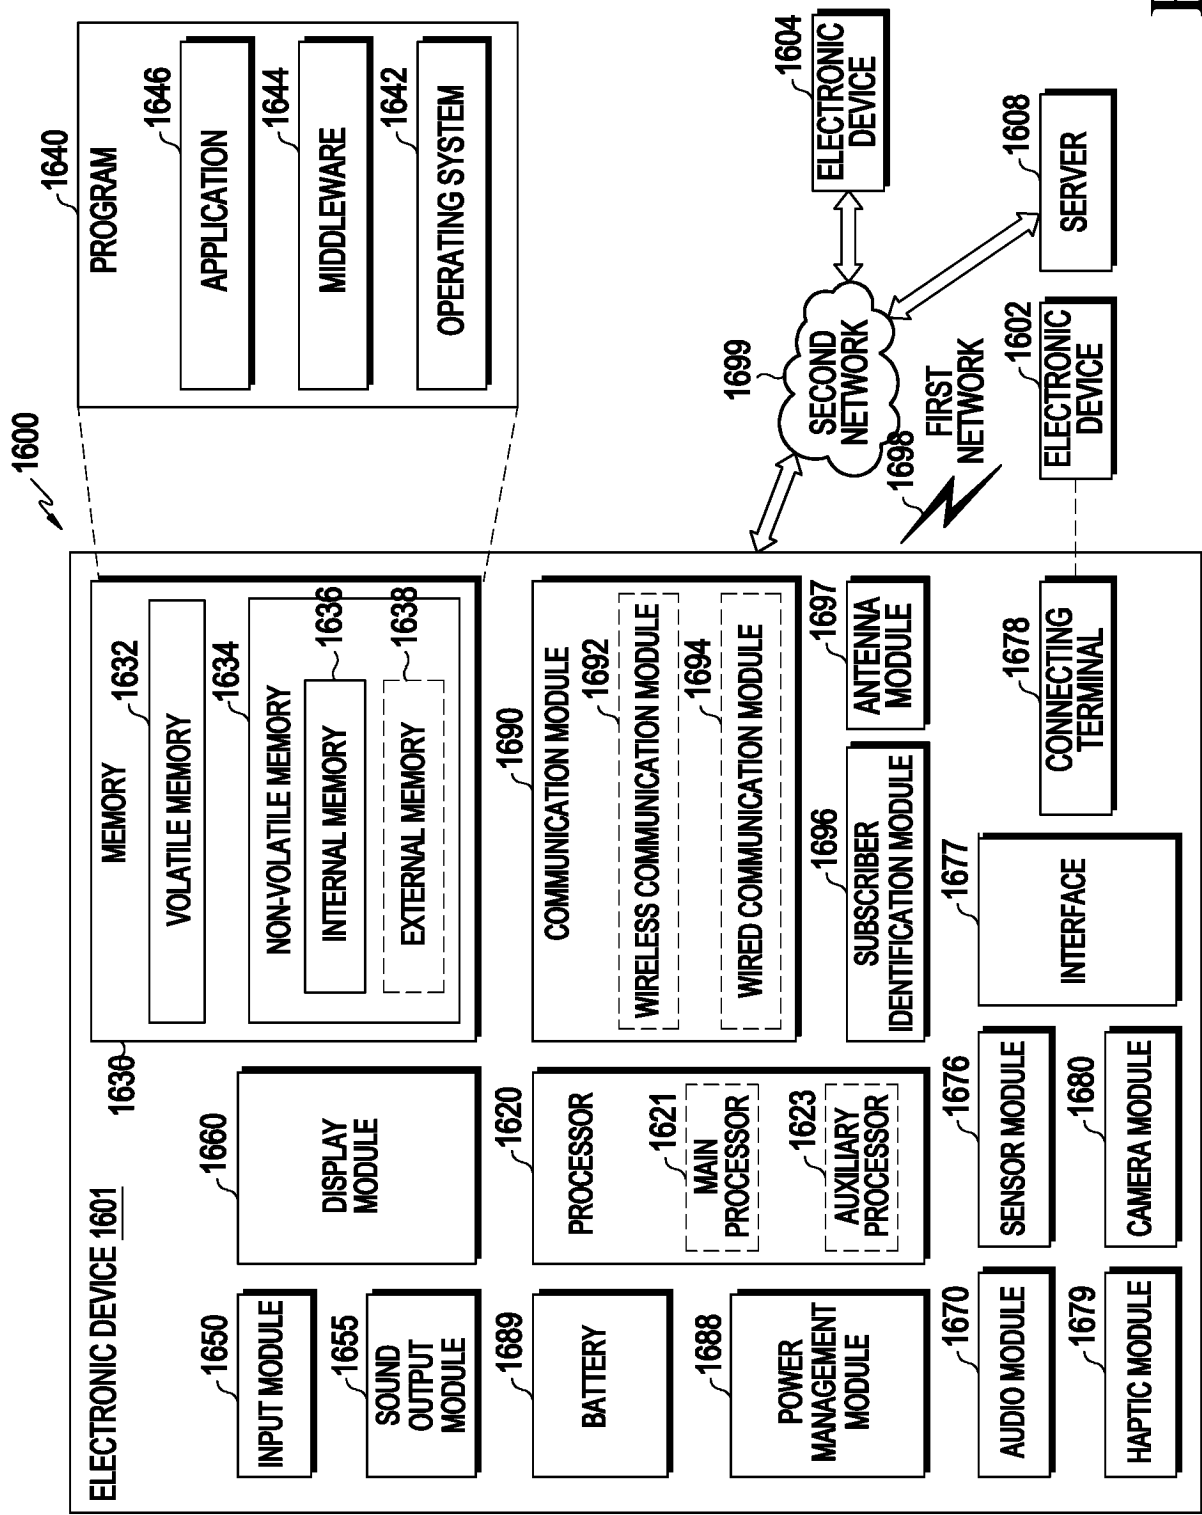 1600
ELECTRONIC DEVICE 1601
1630
MEMORY
1632
VOLATILE MEMORY
1634
NON-VOLATILE MEMORY
1636
INTERNAL MEMORY
1638
EXTERNAL MEMORY
1640
PROGRAM
1646
APPLICATION
1644
MIDDLEWARE
1642
OPERATING SYSTEM
1650
INPUT MODULE
1655
SOUND
OUTPUT
MODULE
1660
DISPLAY
MODULE
1689
BATTERY
1688
POWER
MANAGEMENT
MODULE
1620
PROCESSOR
1621
MAIN
PROCESSOR
1623
AUXILIARY
PROCESSOR
1690
COMMUNICATION MODULE
1692
WIRELESS COMMUNICATION MODULE
1694
WIRED COMMUNICATION MODULE
1696
SUBSCRIBER
IDENTIFICATION MODULE
1697
ANTENNA
MODULE
1670
AUDIO MODULE
1676
SENSOR MODULE
1677
INTERFACE
1678
CONNECTING
TERMINAL
1679
HAPTIC MODULE
1680
CAMERA MODULE
1699
SECOND
NETWORK
1698
FIRST
NETWORK
1604
ELECTRONIC
DEVICE
1608
SERVER
1602
ELECTRONIC
DEVICE